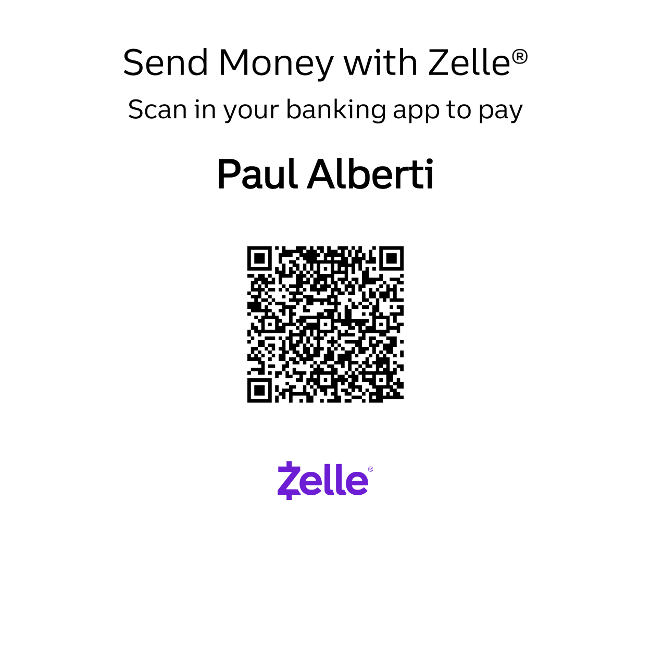 Send Money with Zelle®
Scan in your banking app to pay
Paul Alberti
Zelle®